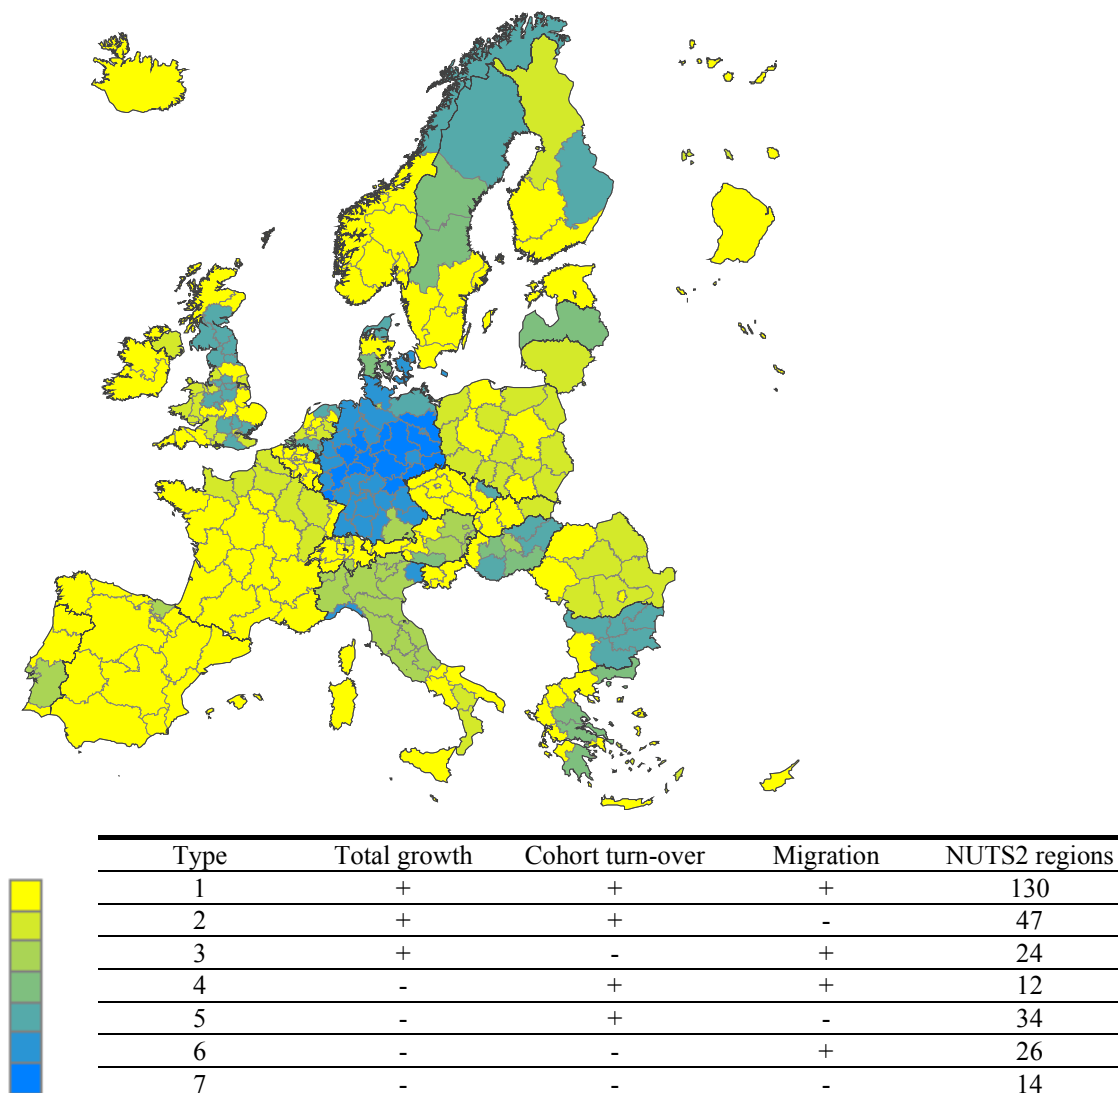 Type Total growth Cohort turn-over Migration NUTS2 regions
1 + + + 130
2 + + - 47
3 + - + 24
4 - + + 12
5 - + - 34
6 - - + 26
7 - - - 14